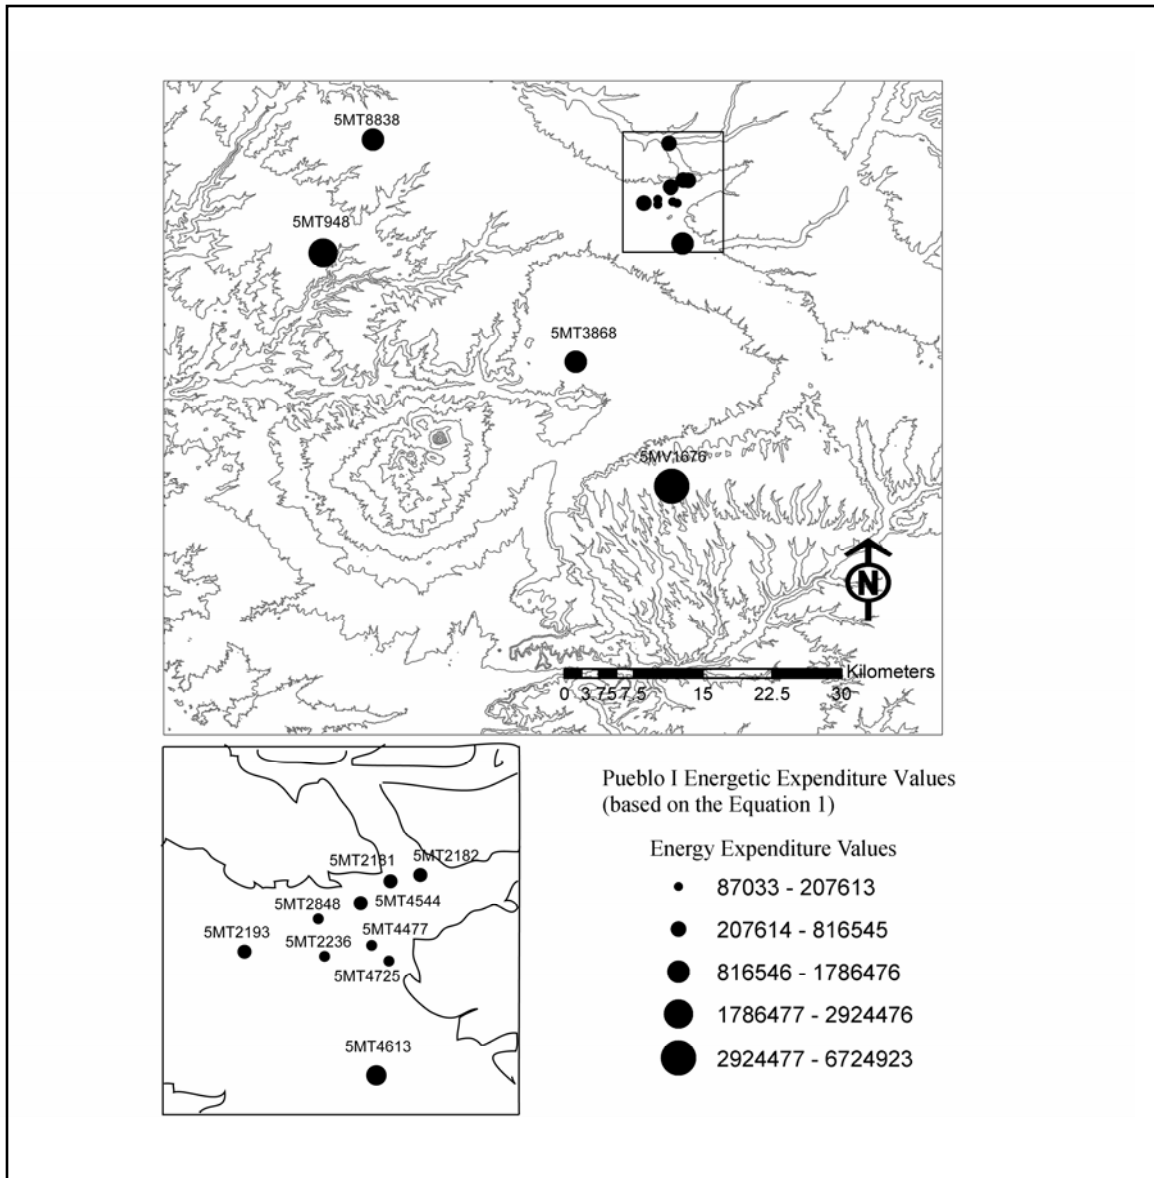 5MT8838
5MT948
5MT3868
5MV1676
N
Kilometers
0 3.75 7.5 15 22.5 30
Pueblo I Energetic Expenditure Values
(based on the Equation 1)
Energy Expenditure Values
87033 - 207613
207614 - 816545
816546 - 1786476
1786477 - 2924476
2924477 - 6724923
5MT2181
5MT2182
5MT4544
5MT2848
5MT2193
5MT2236
5MT4477
5MT4725
5MT4613